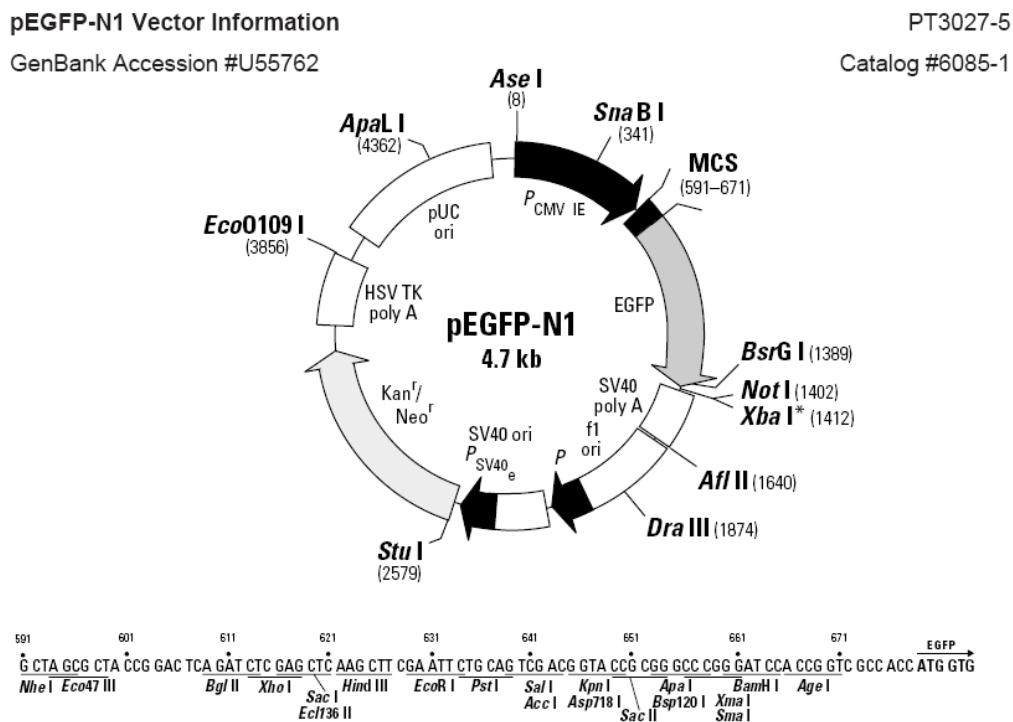 pEGFP-N1 Vector Information
PT3027-5
GenBank Accession #U55762
Catalog #6085-1
Ase I
(8)
SnaB I
(341)
ApaL I
(4362)
MCS
(591–671)
PCMV IE
pUC
ori
EcoO109 I
(3856)
HSV TK
poly A
EGFP
pEGFP-N1
4.7 kb
BsrG I (1389)
Not I (1402)
Xba I* (1412)
SV40
poly A
Kanr/
Neor
f1
ori
SV40 ori
PSV40e
P
Afl II (1640)
Dra III (1874)
Stu I
(2579)
591 601 611 621 631 641 651 661 671 EGFP
G CTA GCG CTA CCG GAC TCA GAT CTC GAG CTC AAG CTT CGA ATT CTG CAG TCG ACG GTA CCG CGG GCC CGG GAT CCA CCG GTC GCC ACC ATG GTG
Nhe I Eco47 III Bgl II Xho I Hind III EcoR I Pst I Sal I Kpn I Apa I BamH I Age I
Sac I Acc I Asp718 I Bsp120 I Xma I
Ecl136 II Sac II Sma I